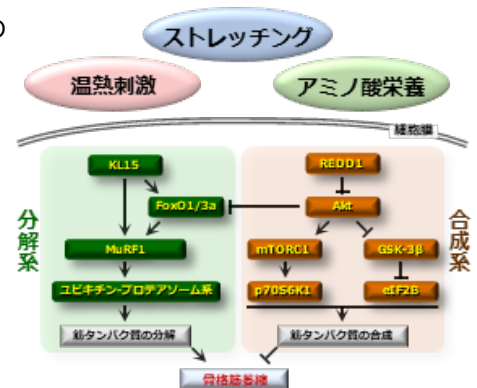 の
ストレッチング
温熱刺激
アミノ酸栄養
細胞膜
KL15
REDD1
FoxO1/3a
Akt
分解系
合成系
MuRF1
mTORC1
GSK-3β
ユビキチン-プロテアソーム系
p70S6K1
eIF2B
筋タンパク質の分解
筋タンパク質の合成
骨格筋萎縮